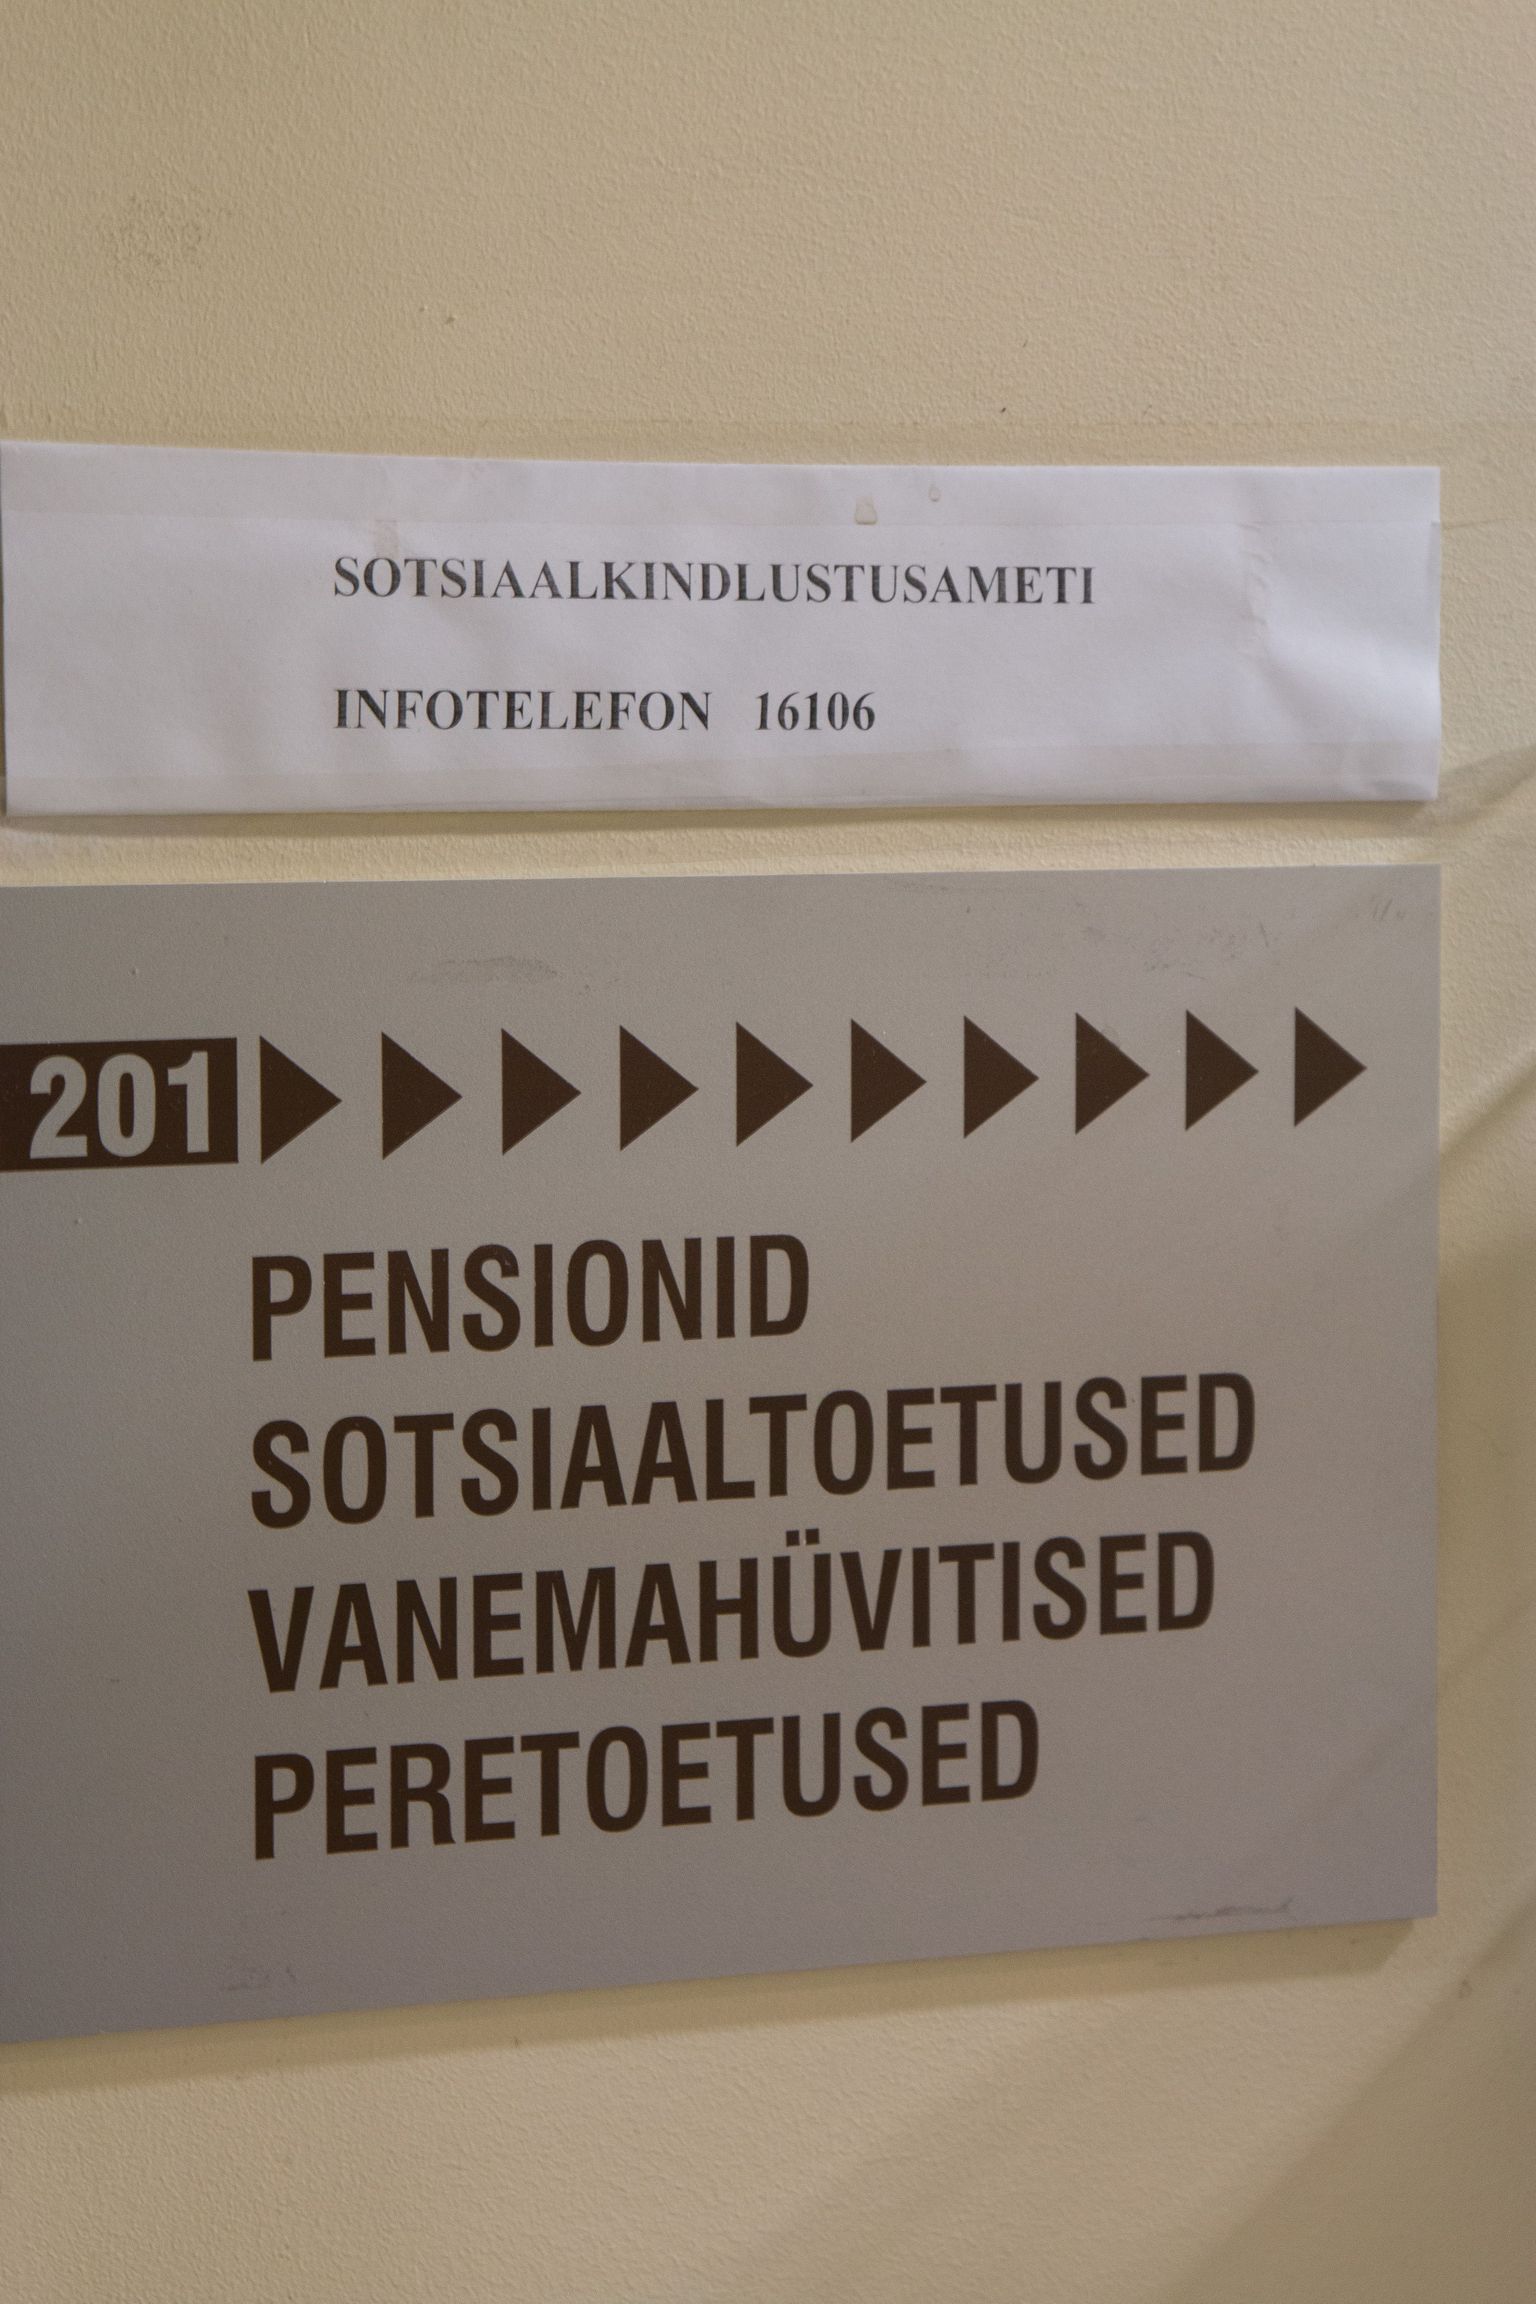 SOTSIAALKINDLUSTUSAMETI
INFOTELEFON 16106
201
PENSIONID
SOTSIAALTOETUSED
VANEMAHÜVITISED
PERETOETUSED